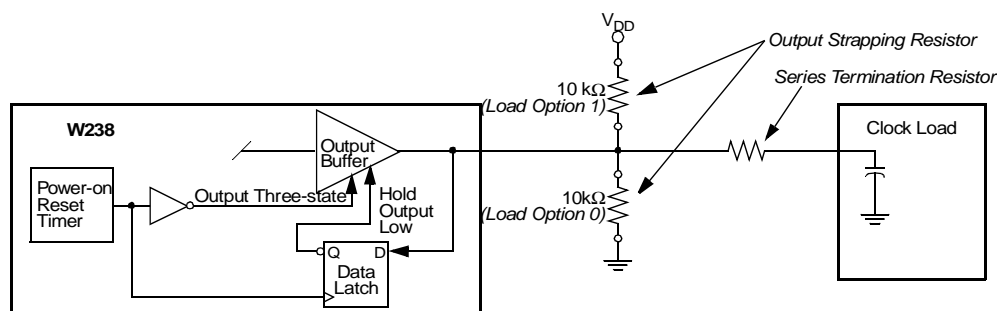 VDD
Output Strapping Resistor
Series Termination Resistor
10 kΩ
(Load Option 1)
W238
Clock Load
Output
Buffer
Power-on
Reset
Timer
Output Three-state
Hold
Output
Low
10kΩ
(Load Option 0)
Q
D
Data
Latch